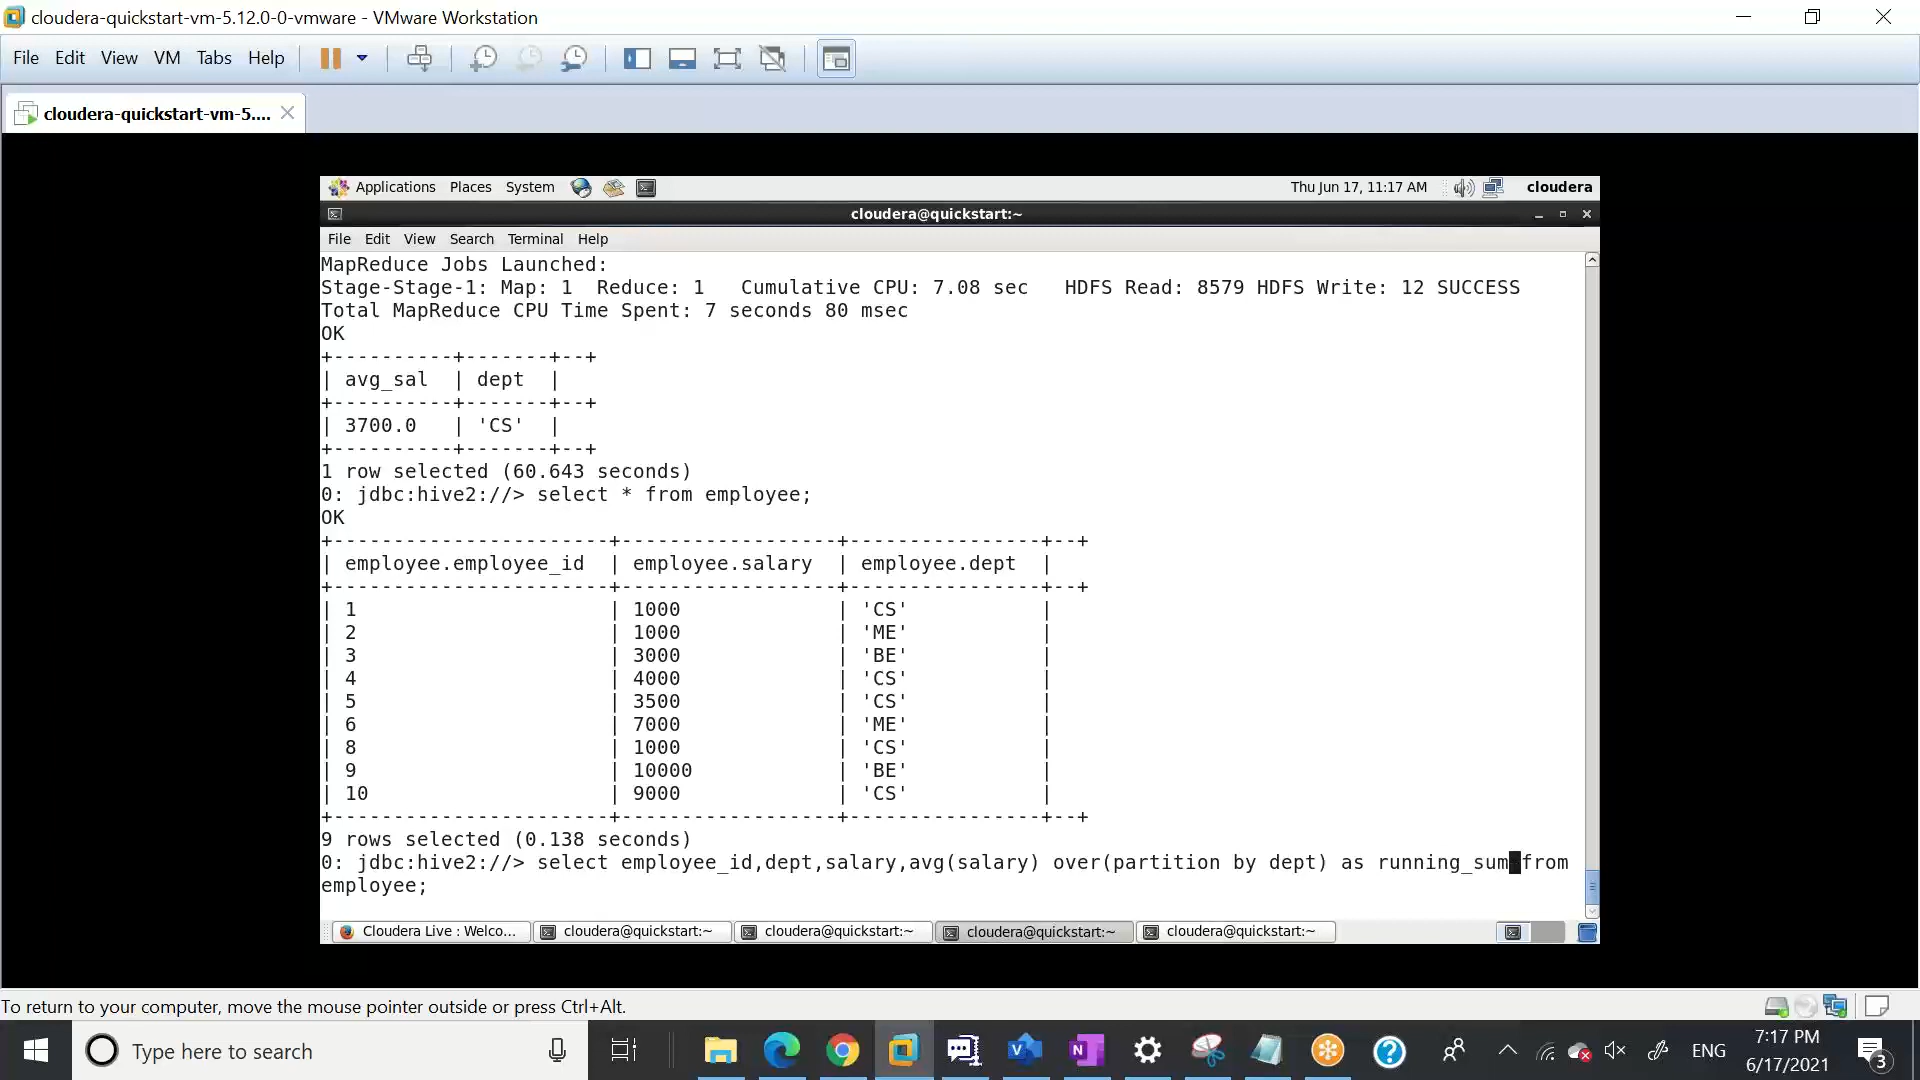 cloudera-quickstart-vm-5.12.0-0-vmware - VMware Workstation
File Edit View VM Tabs Help
cloudera-quickstart-vm-5....
Applications Places System Thu Jun 17, 11:17 AM cloudera
cloudera@quickstart:~
File Edit View Search Terminal Help
MapReduce Jobs Launched:
Stage-Stage-1: Map: 1  Reduce: 1   Cumulative CPU: 7.08 sec   HDFS Read: 8579 HDFS Write: 12 SUCCESS
Total MapReduce CPU Time Spent: 7 seconds 80 msec
OK
+----------+-------+--+
| avg_sal  | dept  |
+----------+-------+--+
| 3700.0   | 'CS'  |
+----------+-------+--+
1 row selected (60.643 seconds)
0: jdbc:hive2://> select * from employee;
OK
+-----------------------+------------------+----------------+--+
| employee.employee_id  | employee.salary  | employee.dept  |
+-----------------------+------------------+----------------+--+
| 1                     | 1000             | 'CS'           |
| 2                     | 1000             | 'ME'           |
| 3                     | 3000             | 'BE'           |
| 4                     | 4000             | 'CS'           |
| 5                     | 3500             | 'CS'           |
| 6                     | 7000             | 'ME'           |
| 8                     | 1000             | 'CS'           |
| 9                     | 10000            | 'BE'           |
| 10                    | 9000             | 'CS'           |
+-----------------------+------------------+----------------+--+
9 rows selected (0.138 seconds)
0: jdbc:hive2://> select employee_id,dept,salary,avg(salary) over(partition by dept) as running_sum from
employee;
Cloudera Live : Welco... cloudera@quickstart:~ cloudera@quickstart:~ cloudera@quickstart:~ cloudera@quickstart:~
To return to your computer, move the mouse pointer outside or press Ctrl+Alt.
Type here to search
ENG
7:17 PM
6/17/2021
3